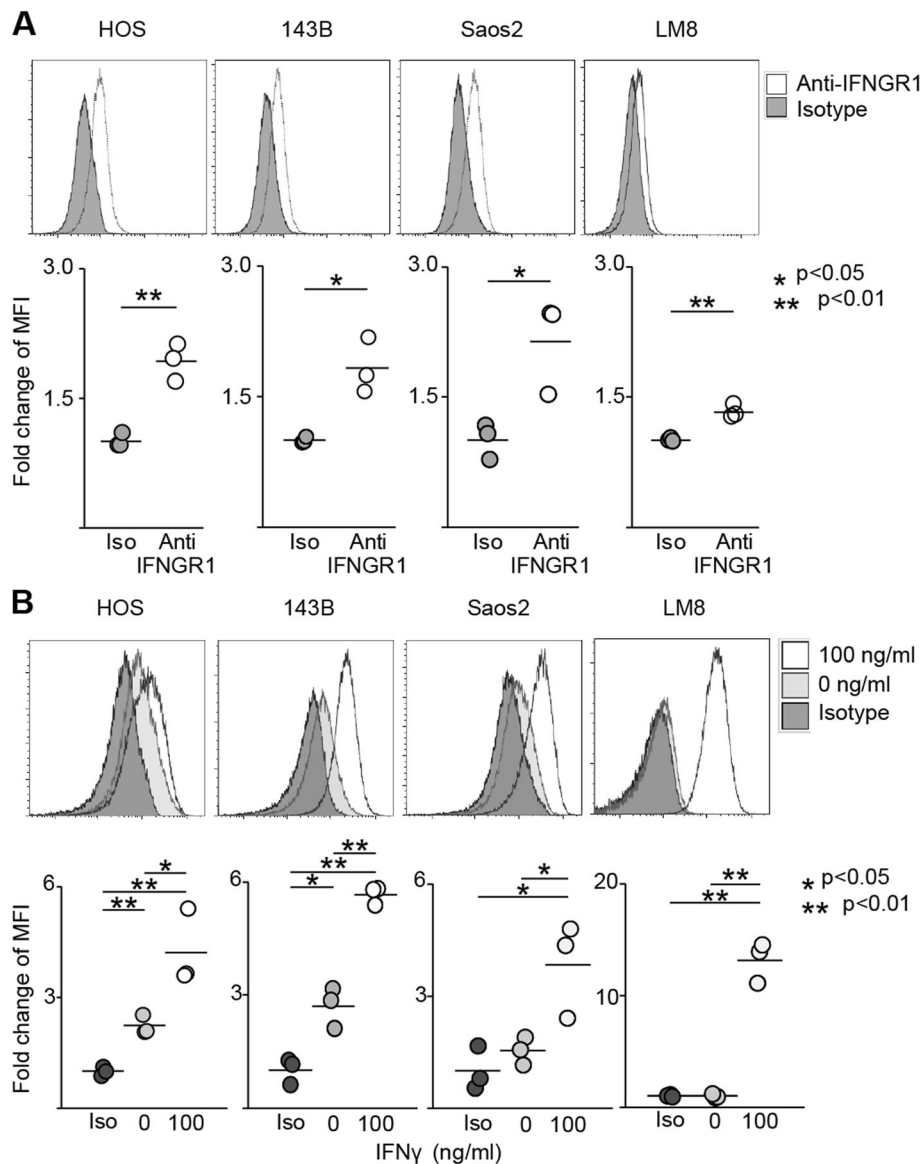 A
HOS 143B Saos2 LM8
Anti-IFNGR1
Isotype
Fold change of MFI
3.0 3.0 3.0 3.0
1.5 1.5 1.5 1.5
** * * **
* p<0.05
** p<0.01
Iso Anti IFNGR1
Iso Anti IFNGR1
Iso Anti IFNGR1
Iso Anti IFNGR1
B
HOS 143B Saos2 LM8
100 ng/ml
0 ng/ml
Isotype
Fold change of MFI
6 6 6 20
3 3 3 10
* ** * **
** ** * **
** *
* p<0.05
** p<0.01
Iso 0 100 Iso 0 100 Iso 0 100 Iso 0 100
IFNγ (ng/ml)